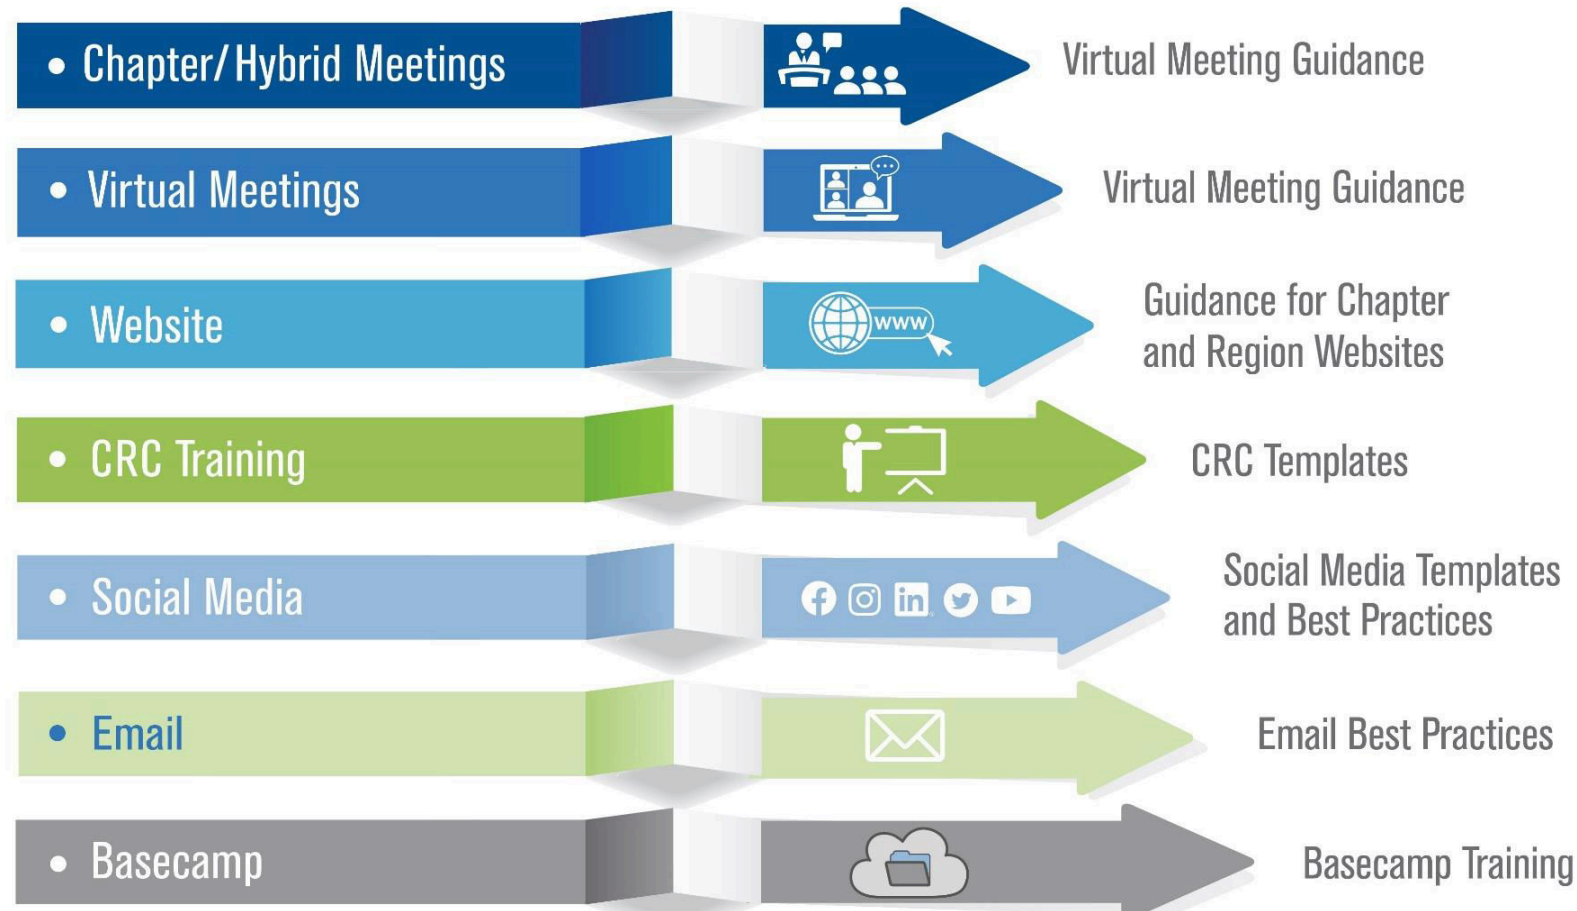 • Chapter/Hybrid Meetings
Virtual Meeting Guidance
• Virtual Meetings
Virtual Meeting Guidance
• Website
www
Guidance for Chapter
and Region Websites
• CRC Training
CRC Templates
• Social Media
in
Social Media Templates
and Best Practices
• Email
Email Best Practices
• Basecamp
Basecamp Training